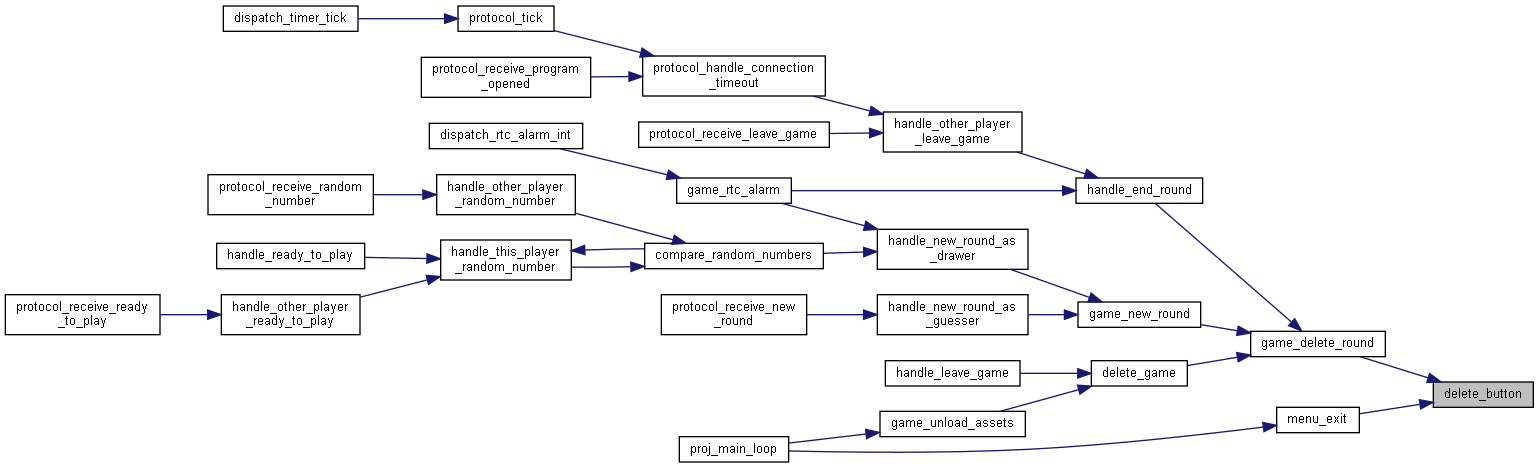 dispatch_timer_tick
protocol_tick
protocol_receive_program
_opened
protocol_handle_connection
_timeout
handle_other_player
_leave_game
dispatch_rtc_alarm_int
protocol_receive_leave_game
protocol_receive_random
_number
handle_other_player
_random_number
game_rtc_alarm
handle_end_round
handle_ready_to_play
handle_this_player
_random_number
compare_random_numbers
handle_new_round_as
_drawer
protocol_receive_ready
_to_play
handle_other_player
_ready_to_play
protocol_receive_new
_round
handle_new_round_as
_guesser
game_new_round
game_delete_round
handle_leave_game
delete_game
delete_button
game_unload_assets
menu_exit
proj_main_loop